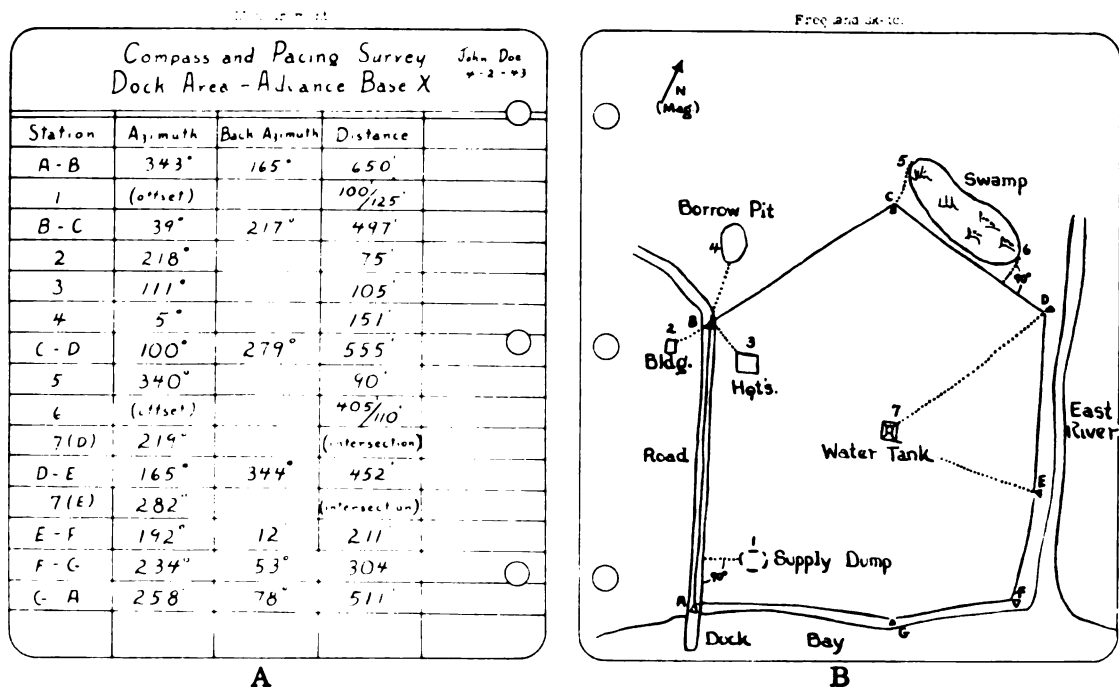 Compass and Pacing Survey
Dock Area - Advance Base X
John Doe
4-2-43
Station Azimuth Back Azimuth Distance
A-B 343° 165° 650'
1 (offset) 100'/125'
B-C 39° 217° 497'
2 218° 75'
3 111° 105'
4 5° 151'
C-D 100° 279° 555'
5 340° 90'
6 (offset) 405'/110'
7(D) 219° (intersection)
D-E 165° 344° 452'
7(E) 282° (intersection)
E-F 192° 12° 211'
F-G 234° 53° 304
G-A 258 78° 511'
A
N
(Mag)
5
Swamp
C
Borrow Pit
4
6
90°
D
B
2
3
Bldg.
Hqt's.
7
East
River
Road
Water Tank
E
1
Supply Dump
90°
A
F
G
Dock
Bay
B